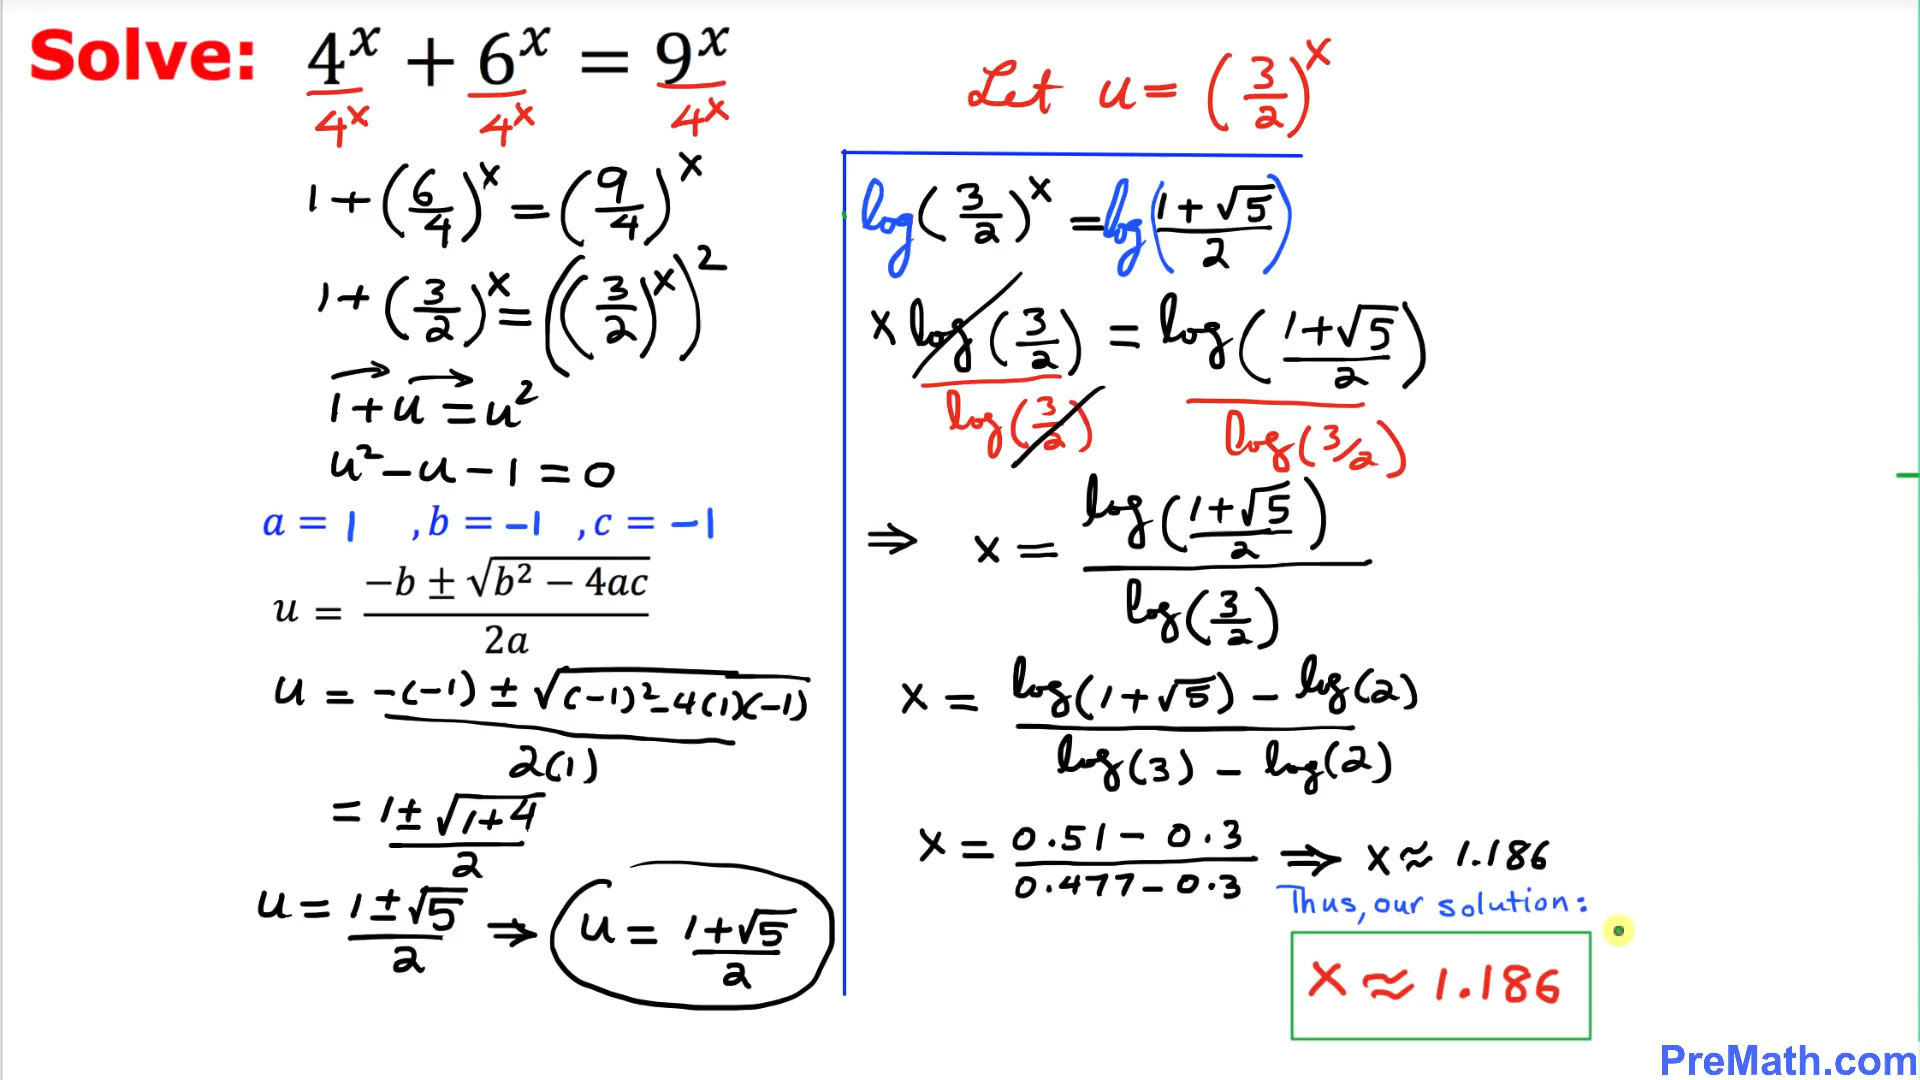 Solve: 4^x + 6^x = 9^x
4^x 4^x 4^x
1 + (6/4)^x = (9/4)^x
1 + (3/2)^x = ((3/2)^x)^2
1 + u = u^2
u^2 - u - 1 = 0
a = 1 , b = -1 , c = -1
u = (-b ± √(b² - 4ac)) / 2a
u = (-(-1) ± √((-1)^2 - 4(1)(-1))) / 2(1)
= (1 ± √(1+4)) / 2
u = (1 ± √5)/2 ⇒ u = (1 + √5)/2
Let u = (3/2)^x
log(3/2)^x = log((1 + √5)/2)
x log(3/2) = log((1 + √5)/2)
log(3/2) log(3/2)
⇒ x = log((1 + √5)/2) / log(3/2)
x = (log(1 + √5) - log(2)) / (log(3) - log(2))
x = (0.51 - 0.3) / (0.477 - 0.3) ⇒ x ≈ 1.186
Thus, our solution:
x ≈ 1.186
PreMath.com